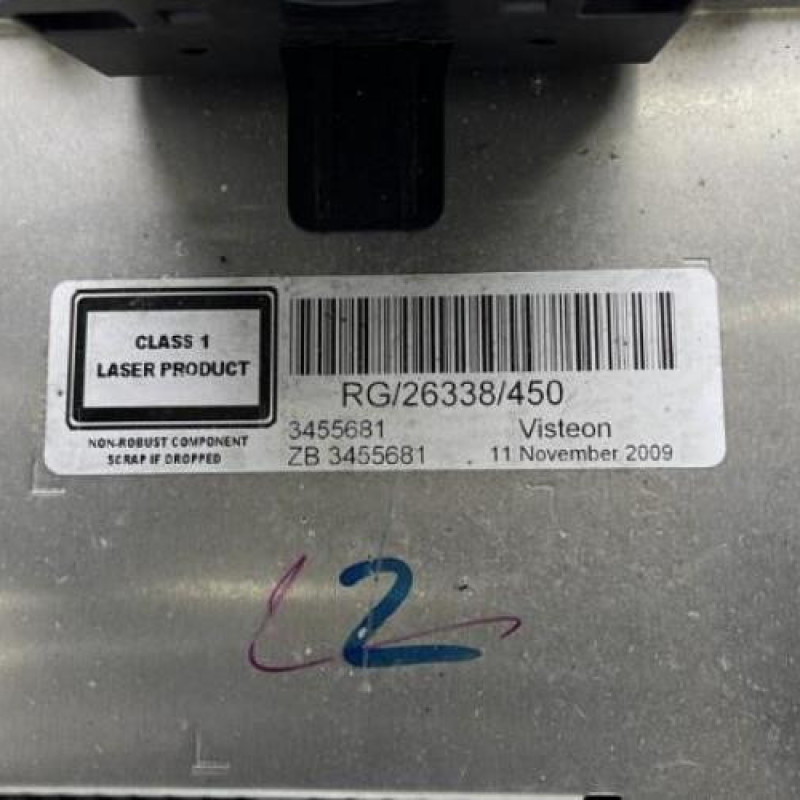 CLASS 1
LASER PRODUCT
NON-ROBUST COMPONENT
SCRAP IF DROPPED
RG/26338/450
3455681 Visteon
ZB 3455681 11 November 2009
2